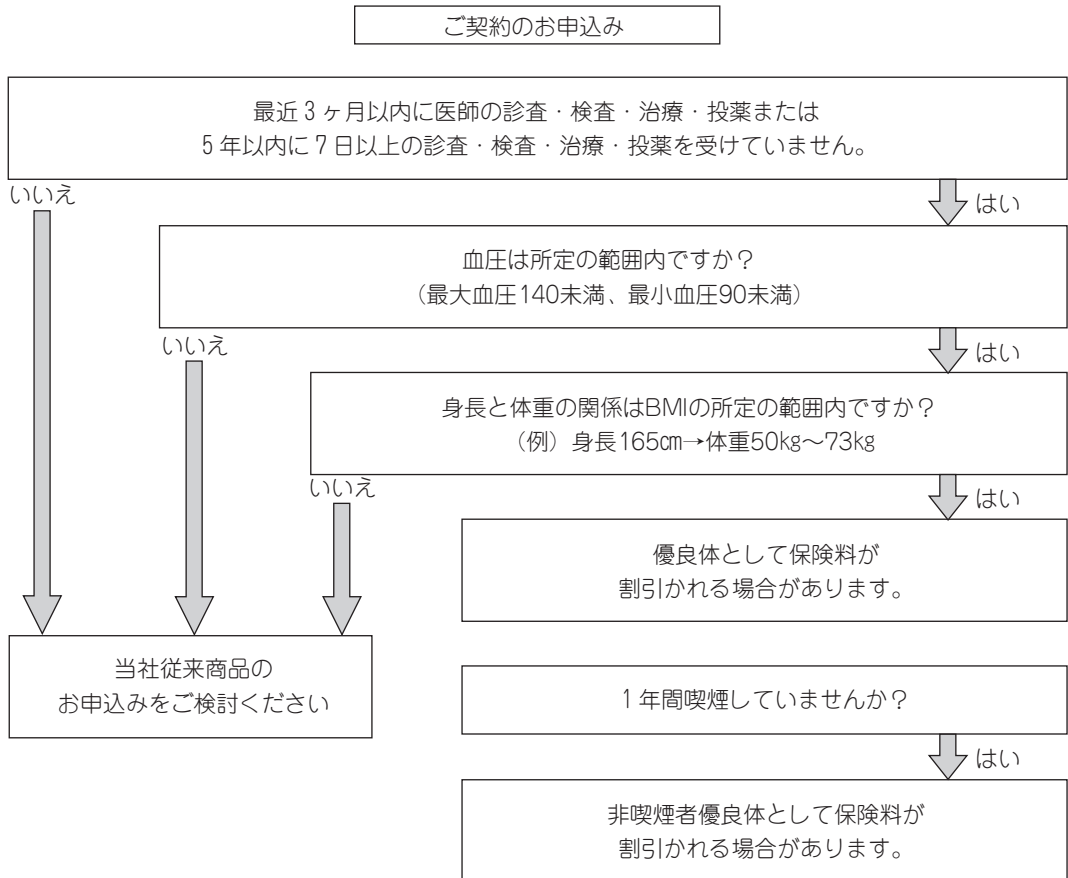 ご契約のお申込み
最近3ヶ月以内に医師の診査・検査・治療・投薬または
5年以内に7日以上の診査・検査・治療・投薬を受けていません。
いいえ
はい
血圧は所定の範囲内ですか？
（最大血圧140未満、最小血圧90未満）
いいえ
はい
身長と体重の関係はBMIの所定の範囲内ですか？
（例）身長165㎝→体重50㎏〜73㎏
いいえ
はい
優良体として保険料が
割引かれる場合があります。
当社従来商品の
お申込みをご検討ください
1年間喫煙していませんか？
はい
非喫煙者優良体として保険料が
割引かれる場合があります。